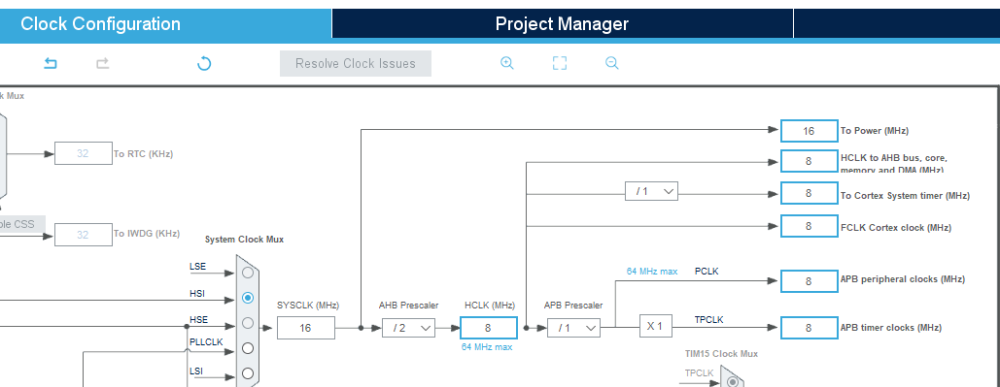 Clock Configuration
Project Manager
Resolve Clock Issues
k Mux
32
To RTC (KHz)
ble CSS
32
To IWDG (KHz)
System Clock Mux
LSE
HSI
HSE
PLLCLK
LSI
SYSCLK (MHz)
16
AHB Prescaler
/ 2
HCLK (MHz)
8
64 MHz max
APB Prescaler
/ 1
16
To Power (MHz)
8
HCLK to AHB bus, core,
memory and DMA (MHz)
/ 1
8
To Cortex System timer (MHz)
8
FCLK Cortex clock (MHz)
64 MHz max
PCLK
8
APB peripheral clocks (MHz)
X 1
TPCLK
8
APB timer clocks (MHz)
TIM15 Clock Mux
TPCLK